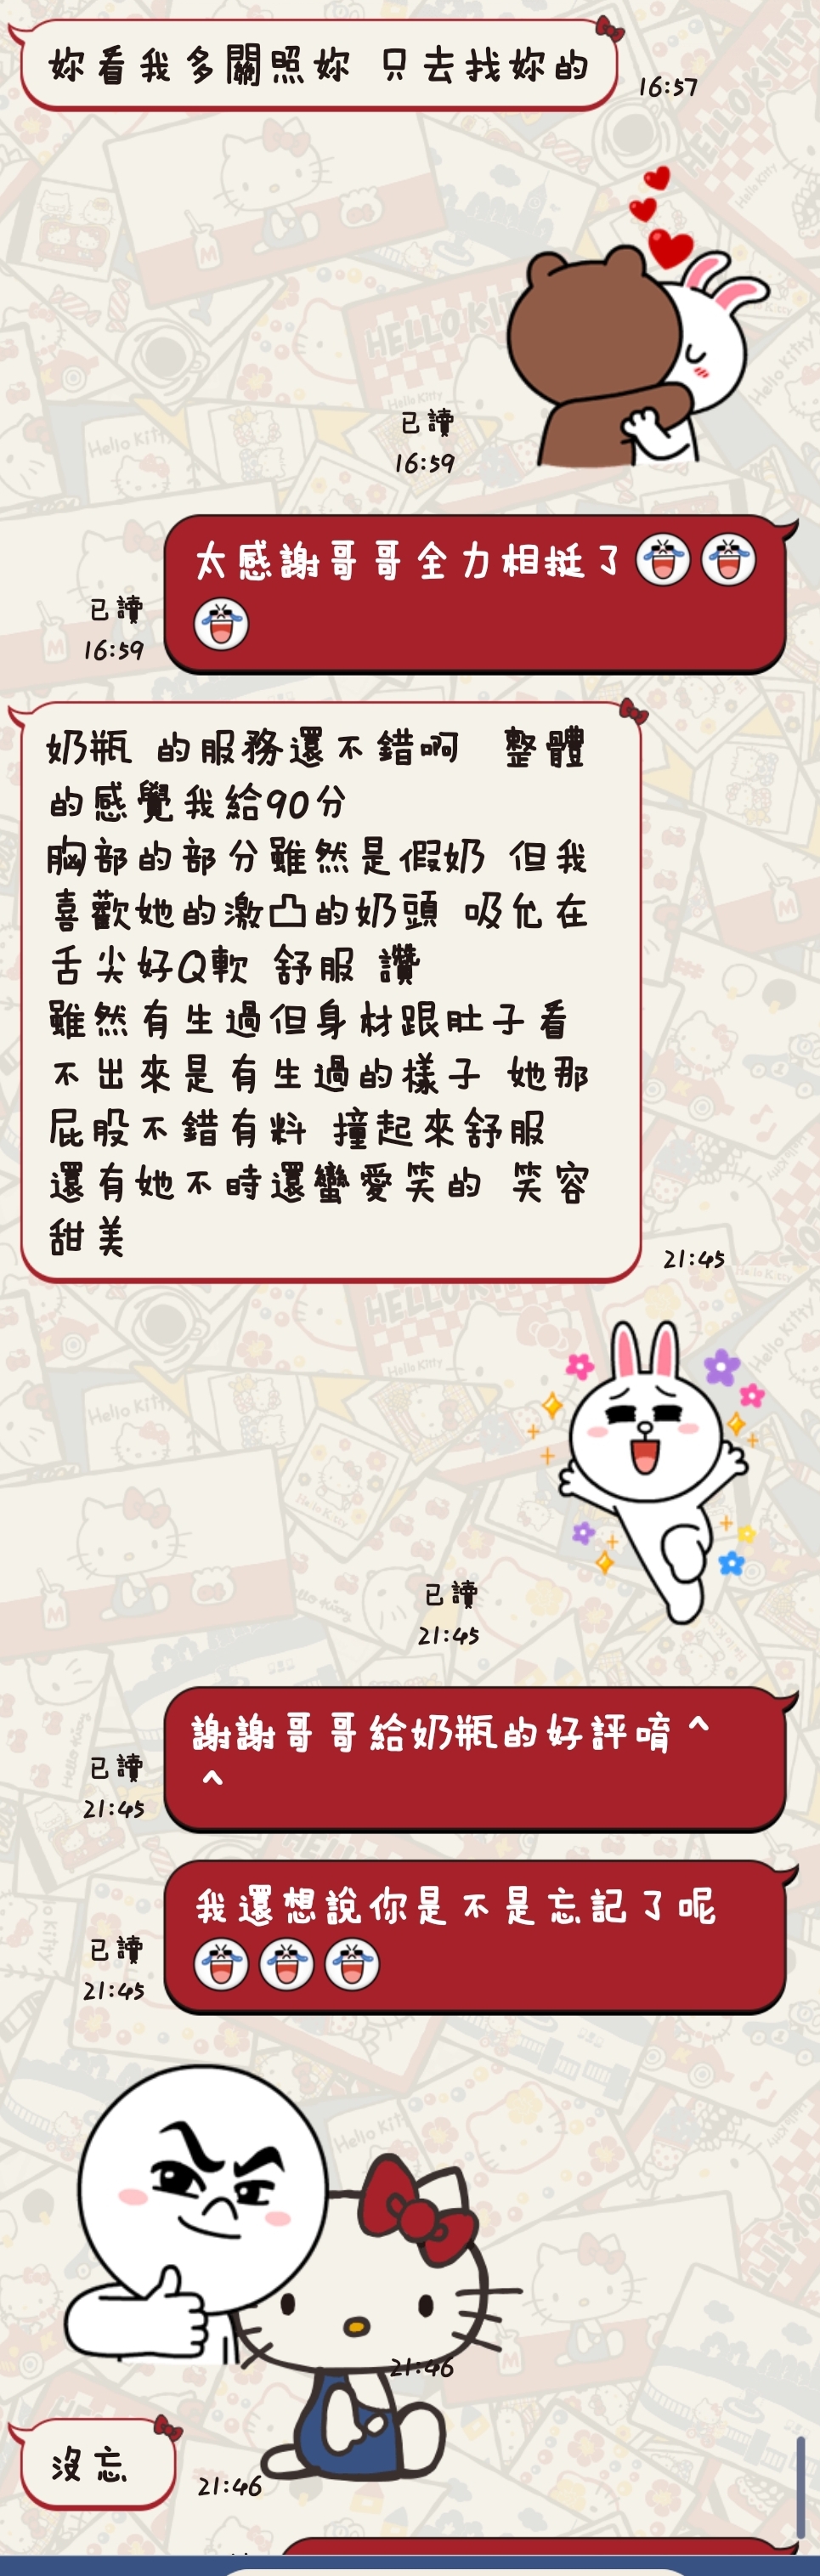 妳看我多關照妳 只去找妳的
16:57
已讀
16:59
太感謝哥哥全力相挺了
已讀
16:59
奶瓶 的服務還不錯啊 整體
的感覺我給90分
胸部的部分雖然是假奶 但我
喜歡她的激凸的奶頭 吸允在
舌尖好Q軟 舒服 讚
雖然有生過但身材跟肚子看
不出來是有生過的樣子 她那
屁股不錯有料 撞起來舒服
還有她不時還蠻愛笑的 笑容
甜美
21:45
已讀
21:45
謝謝哥哥給奶瓶的好評唷^
^
已讀
21:45
我還想說你是不是忘記了呢
已讀
21:45
21:46
沒忘
21:46